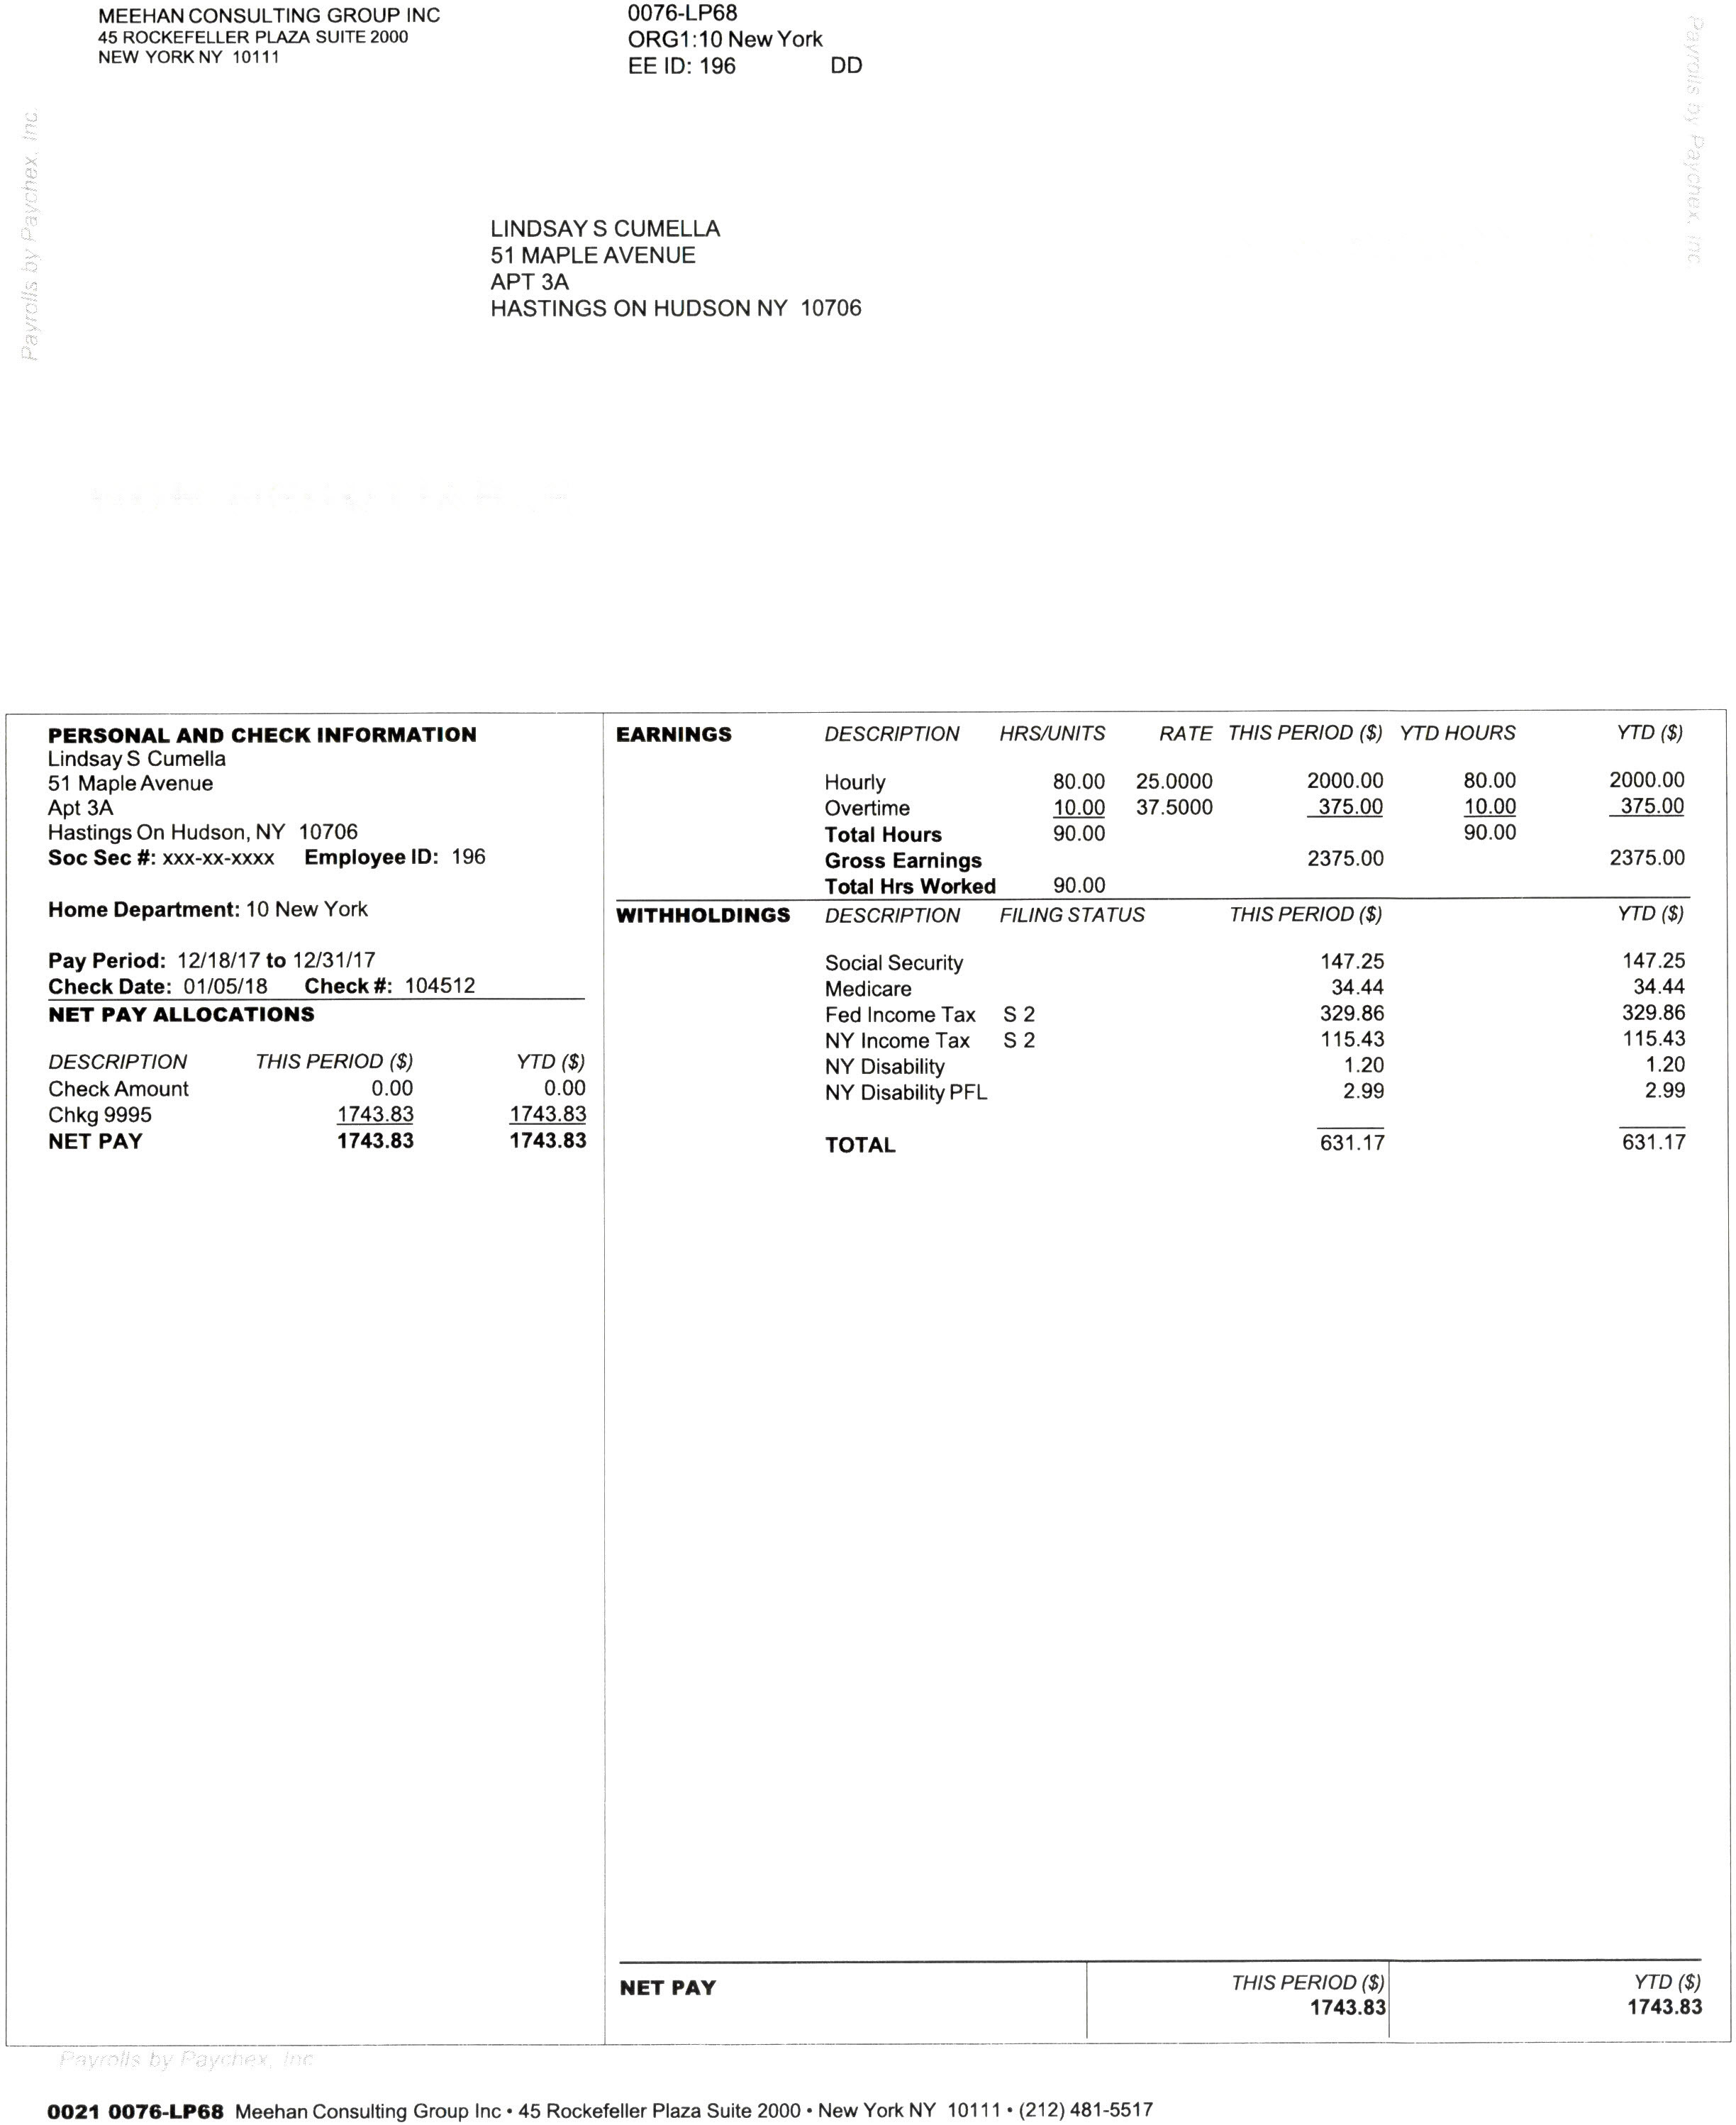 MEEHAN CONSULTING GROUP INC
45 ROCKEFELLER PLAZA SUITE 2000
NEW YORK NY 10111
0076-LP68
ORG1:10 New York
EE ID: 196 DD
Payrolls by Paychex, Inc.
Payrolls by Paychex, Inc.
LINDSAY S CUMELLA
51 MAPLE AVENUE
APT 3A
HASTINGS ON HUDSON NY 10706
PERSONAL AND CHECK INFORMATION
Lindsay S Cumella
51 Maple Avenue
Apt 3A
Hastings On Hudson, NY 10706
Soc Sec #: xxx-xx-xxxx Employee ID: 196
Home Department: 10 New York
Pay Period: 12/18/17 to 12/31/17
Check Date: 01/05/18 Check #: 104512
NET PAY ALLOCATIONS
DESCRIPTION THIS PERIOD ($) YTD ($)
Check Amount 0.00 0.00
Chkg 9995 1743.83 1743.83
NET PAY 1743.83 1743.83
EARNINGS DESCRIPTION HRS/UNITS RATE THIS PERIOD ($) YTD HOURS YTD ($)
Hourly 80.00 25.0000 2000.00 80.00 2000.00
Overtime 10.00 37.5000 375.00 10.00 375.00
Total Hours 90.00 90.00
Gross Earnings 2375.00 2375.00
Total Hrs Worked 90.00
WITHHOLDINGS DESCRIPTION FILING STATUS THIS PERIOD ($) YTD ($)
Social Security 147.25 147.25
Medicare 34.44 34.44
Fed Income Tax S 2 329.86 329.86
NY Income Tax S 2 115.43 115.43
NY Disability 1.20 1.20
NY Disability PFL 2.99 2.99
TOTAL 631.17 631.17
NET PAY THIS PERIOD ($) YTD ($)
1743.83 1743.83
Payrolls by Paychex, Inc
0021 0076-LP68 Meehan Consulting Group Inc • 45 Rockefeller Plaza Suite 2000 • New York NY 10111 • (212) 481-5517